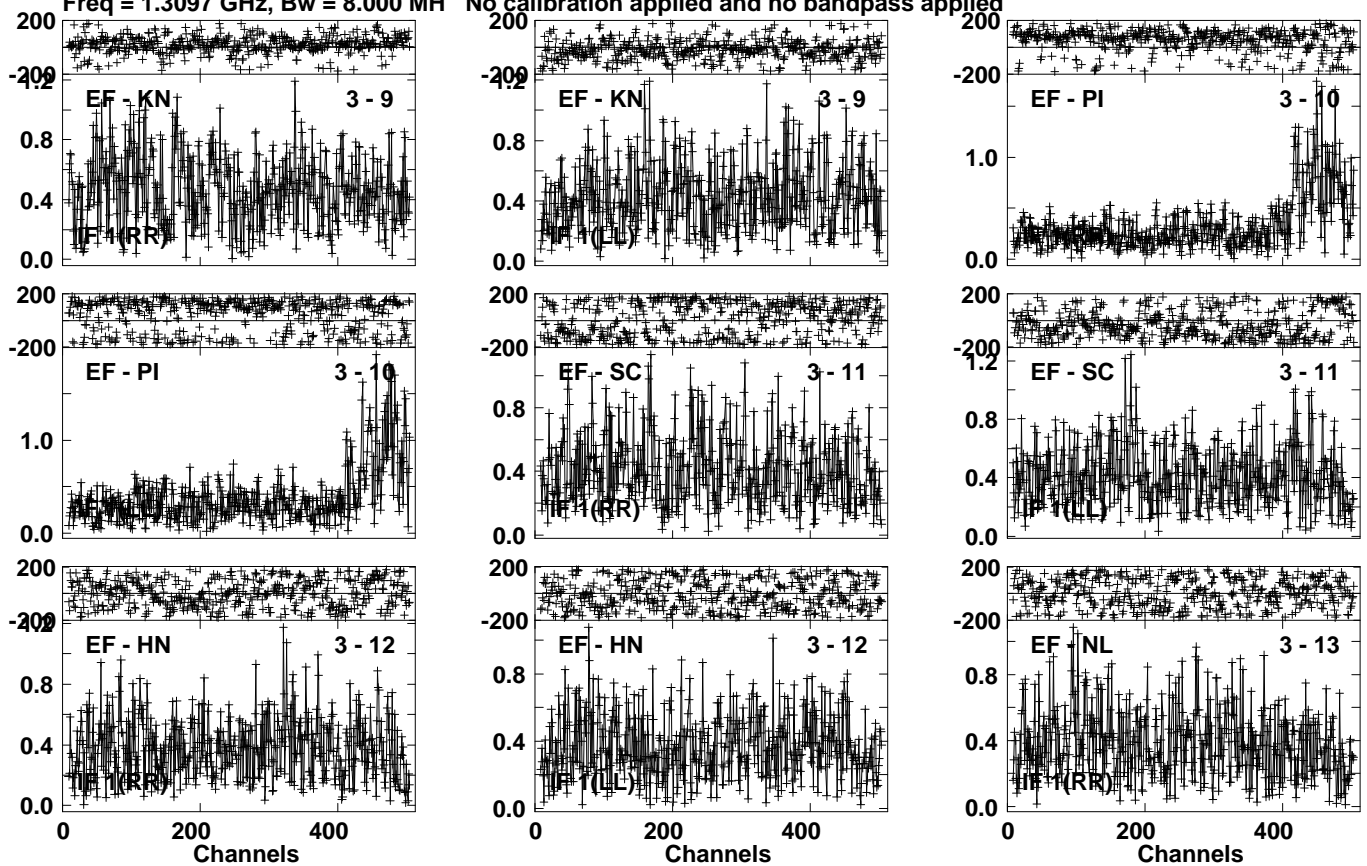 Freq = 1.3097 GHz, Bw = 8.000 MH No calibration applied and no bandpass applied
200 200 200
-200 -200 -200
1.2
EF - KN 3 - 9 EF - KN 3 - 9 EF - PI 3 - 10
0.8 0.8
1.0
0.4 0.4
IF 1(RR) IF 1(LL)
0.0 0.0 0.0
200 200 200
-200 -200 -200
1.2
EF - PI 3 - 10 EF - SC 3 - 11 EF - SC 3 - 11
0.8 0.8
1.0
0.4 0.4
IF 1(LL) IF 1(RR) IF 1(LL)
0.0 0.0 0.0
200 200 200
-200 -200 -200
1.2
EF - HN 3 - 12 EF - HN 3 - 12 EF - NL 3 - 13
0.8 0.8 0.8
0.4 0.4 0.4
IF 1(RR) IF 1(LL) IF 1(RR)
0.0 0.0 0.0
0 200 400 0 200 400 0 200 400
Channels Channels Channels